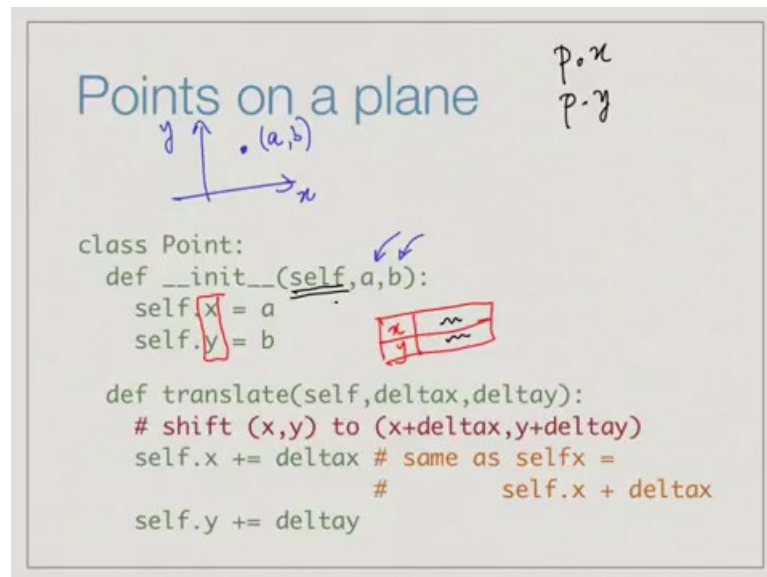 Points on a plane
p.x
p.y
y
(a,b)
x
class Point:
def __init__(self,a,b):
self.x = a
self.y = b
x
y
def translate(self,deltax,deltay):
# shift (x,y) to (x+deltax,y+deltay)
self.x += deltax # same as selfx =
# self.x + deltax
self.y += deltay